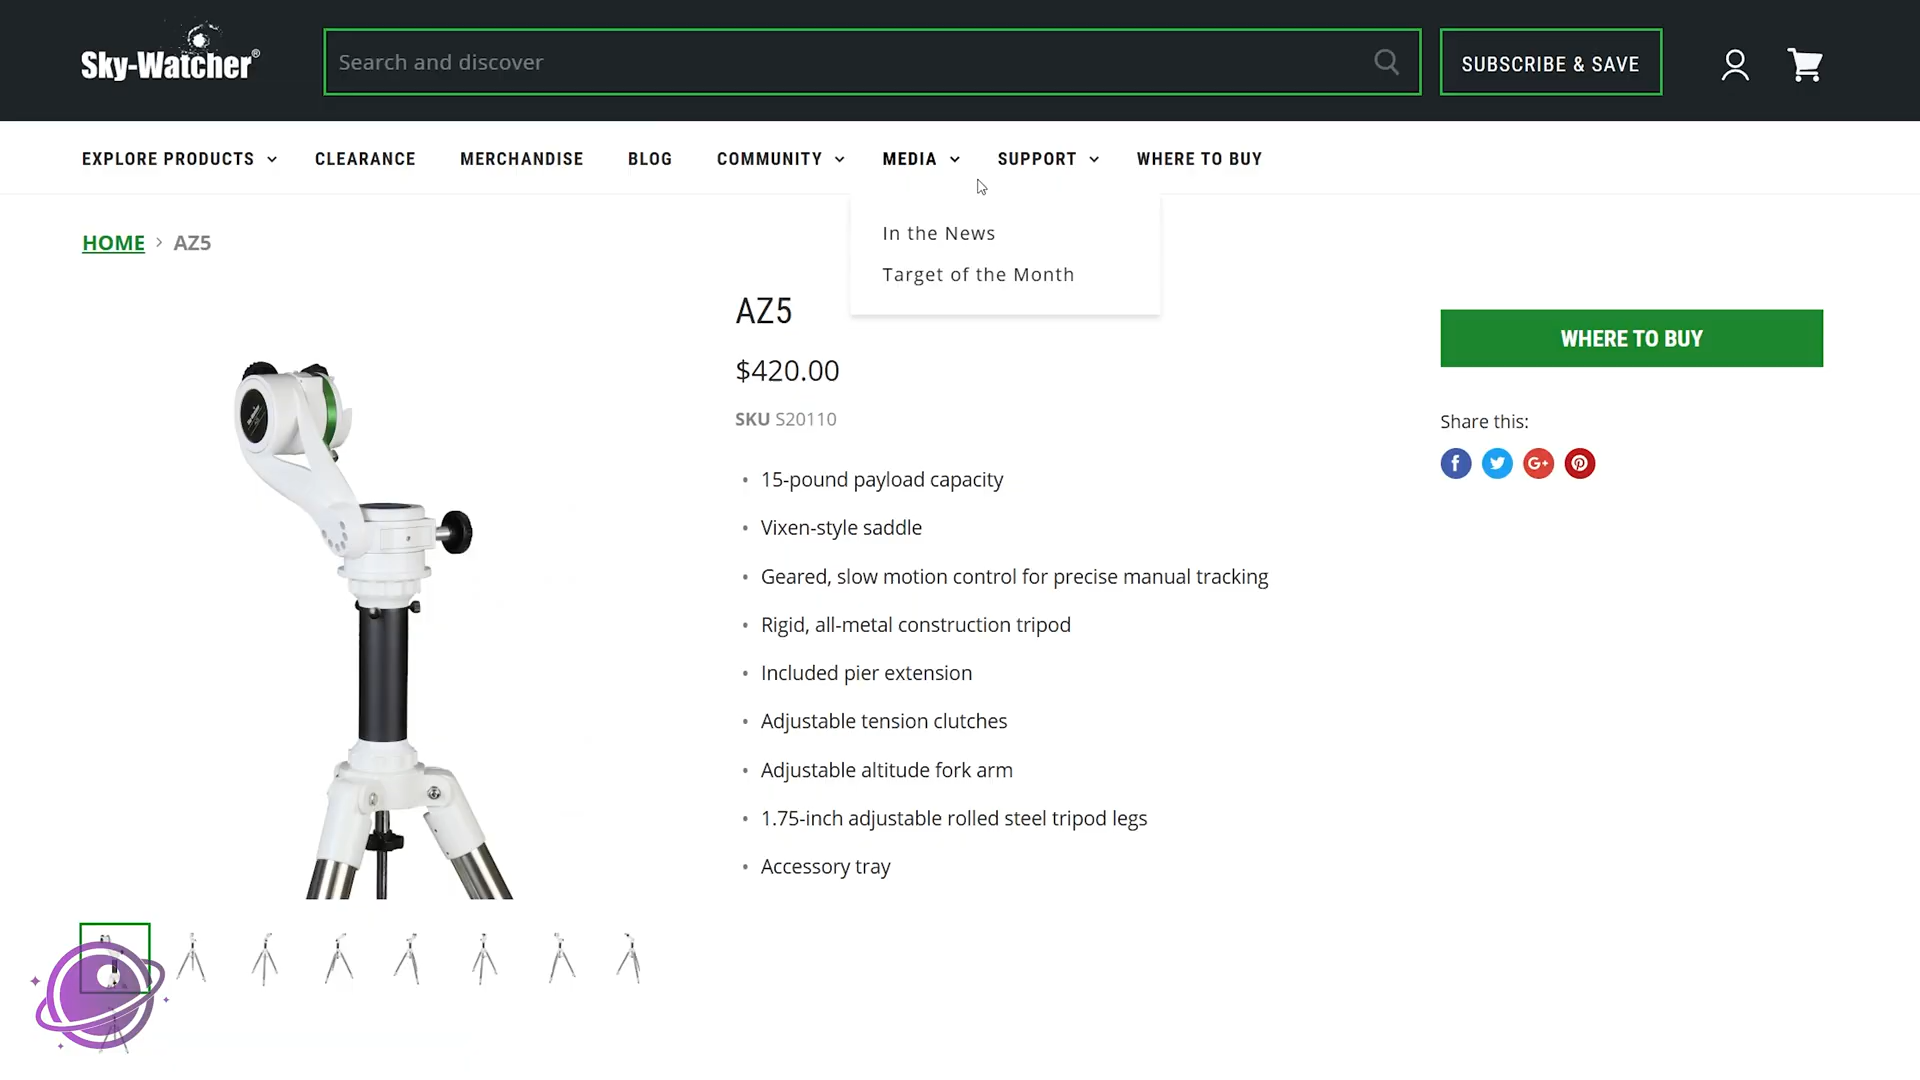 Sky-Watcher®
Search and discover
SUBSCRIBE & SAVE
EXPLORE PRODUCTS
CLEARANCE
MERCHANDISE
BLOG
COMMUNITY
MEDIA
SUPPORT
WHERE TO BUY
In the News
Target of the Month
HOME > AZ5
AZ5
$420.00
SKU S20110
• 15-pound payload capacity
• Vixen-style saddle
• Geared, slow motion control for precise manual tracking
• Rigid, all-metal construction tripod
• Included pier extension
• Adjustable tension clutches
• Adjustable altitude fork arm
• 1.75-inch adjustable rolled steel tripod legs
• Accessory tray
WHERE TO BUY
Share this:
f
G+